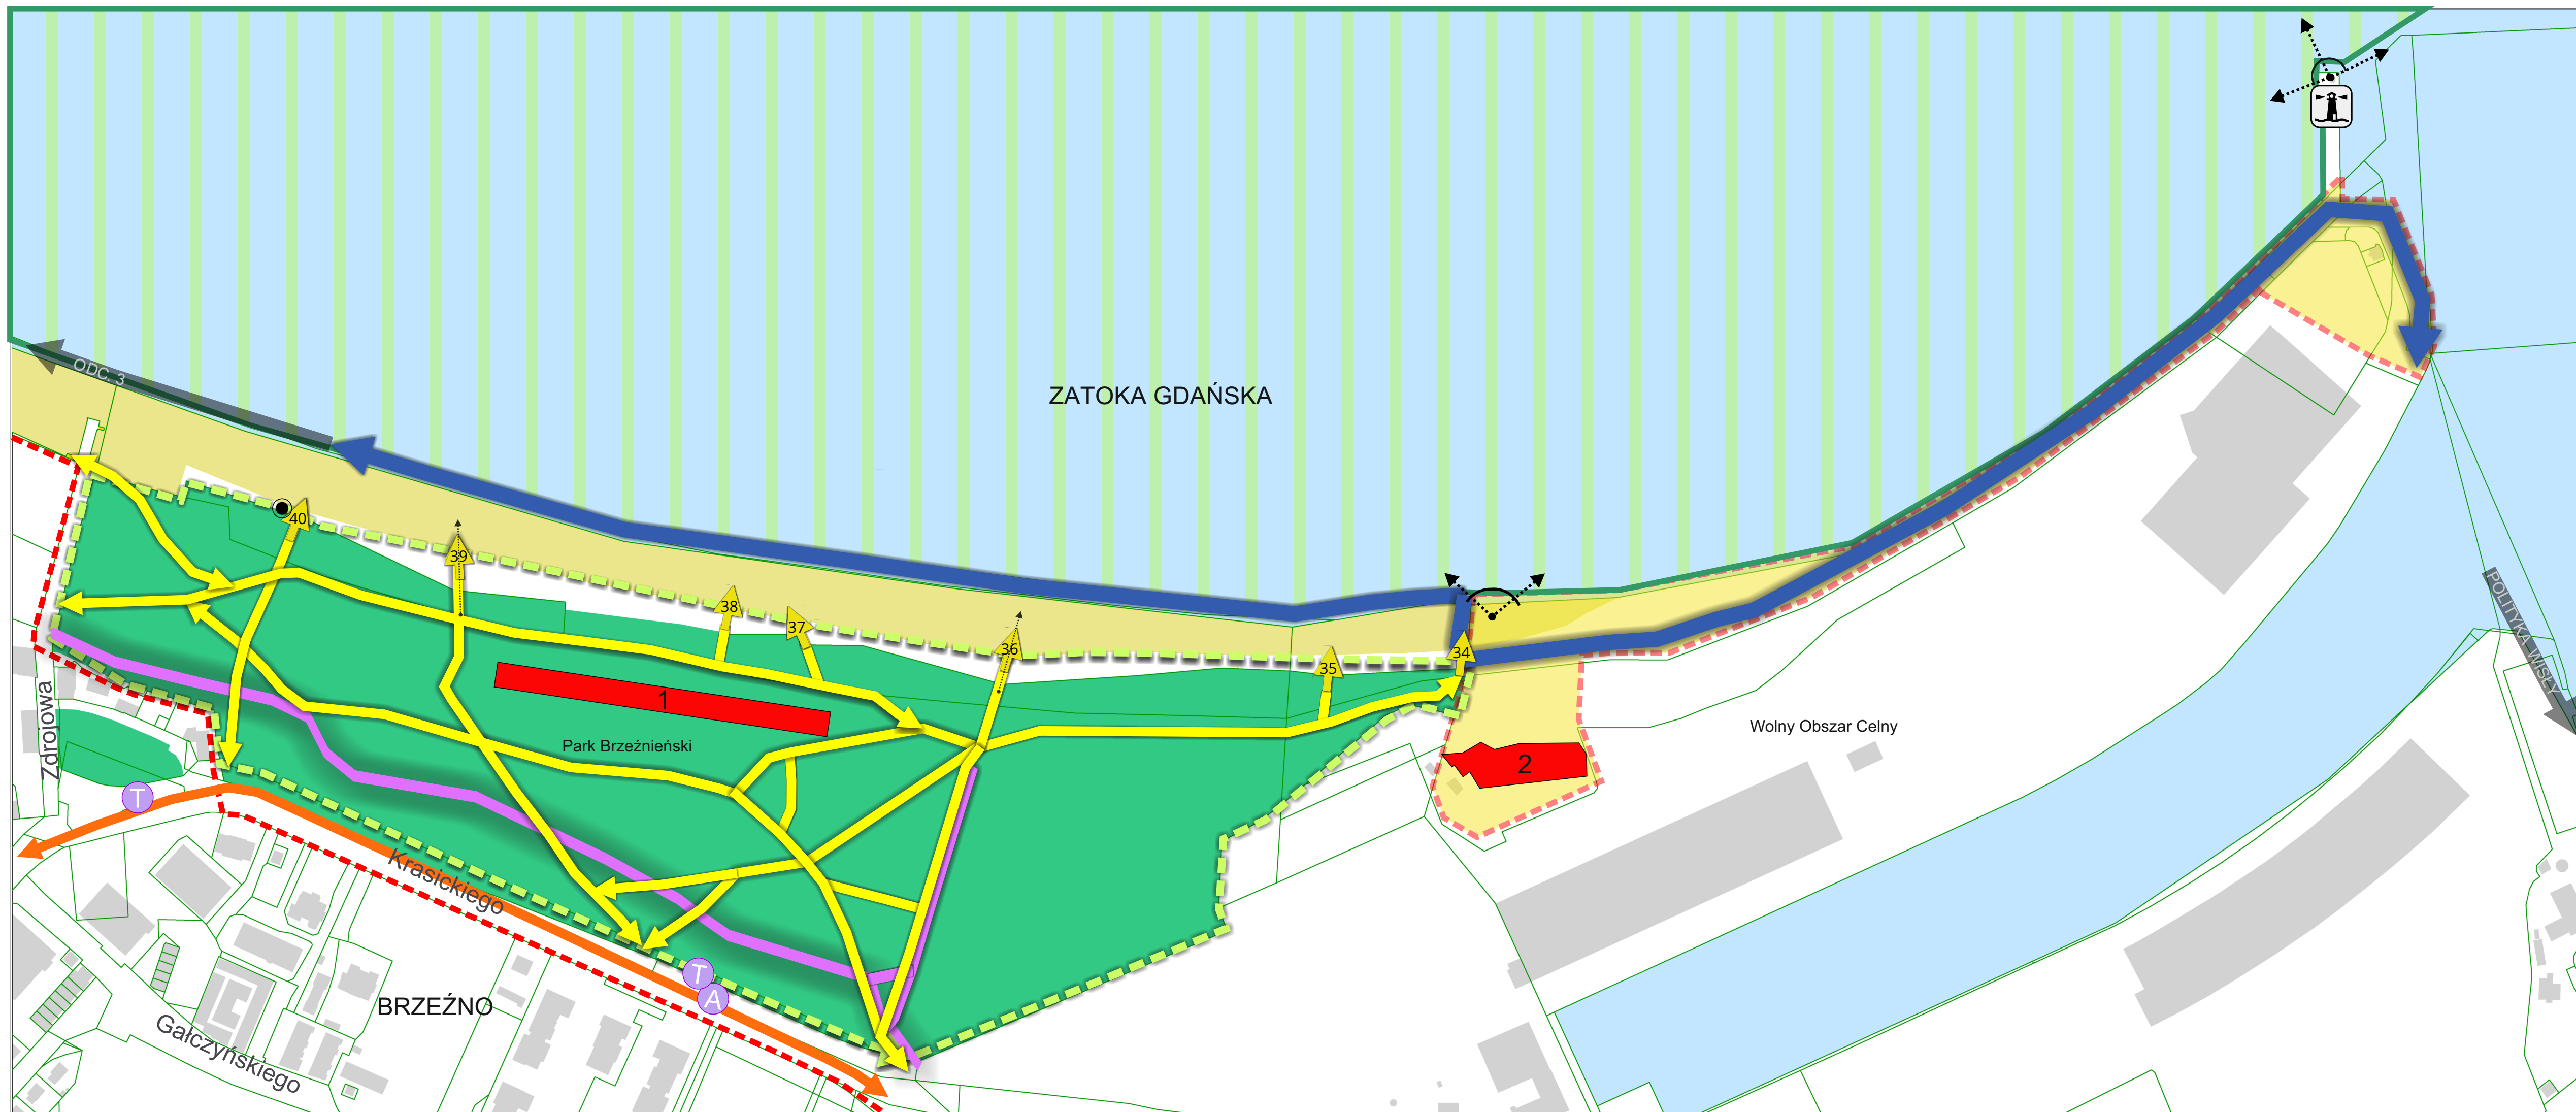 ODC. 3
ZATOKA GDAŃSKA
40
39
38
37
36
35
34
1
Park Brzeźnieński
2
Wolny Obszar Celny
POLITYKA WISŁY
Zdrojowa
T
Krasickiego
T
A
BRZEŹNO
Gałczyńskiego